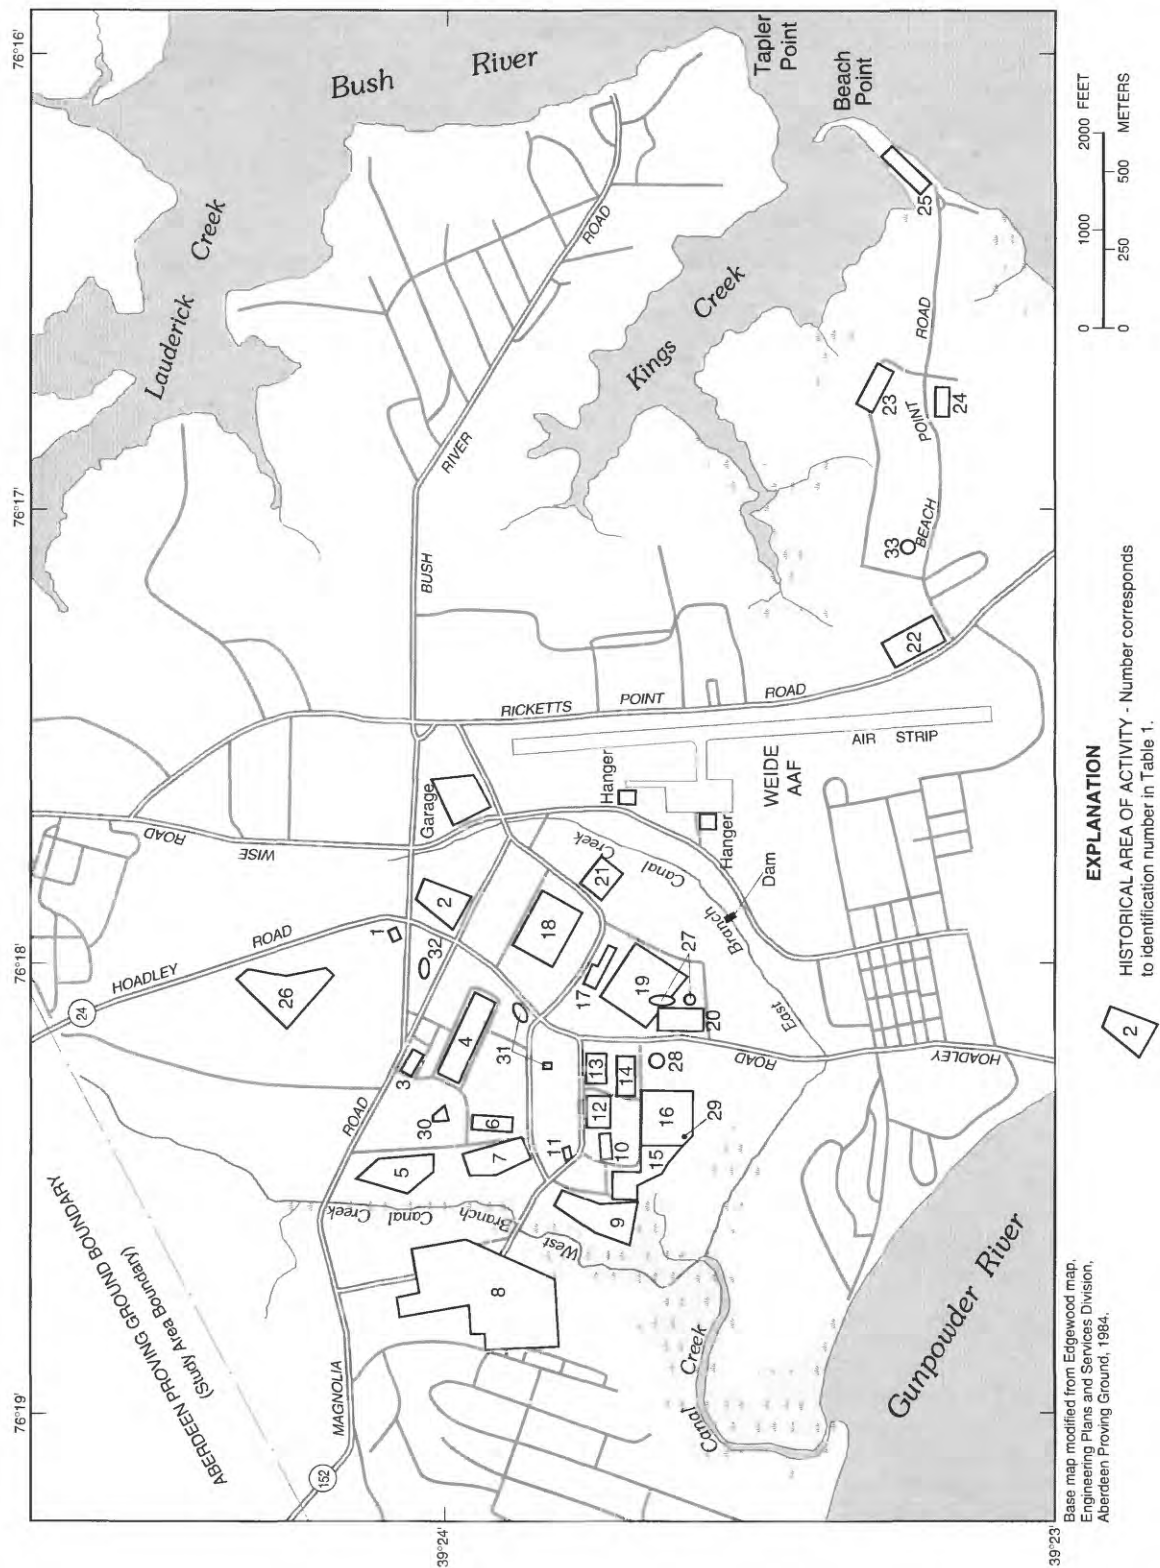 76°19'
76°18'
76°17'
76°16'
39°24'
39°23'
ABERDEEN PROVING GROUND BOUNDARY
(Study Area Boundary)
152
24
MAGNOLIA
ROAD
HOADLEY
ROAD
WISE
ROAD
BUSH
RIVER
ROAD
Lauderick
Creek
Bush
River
Tapler
Point
Beach
Point
Kings
Creek
RICKETTS
POINT
ROAD
AIR STRIP
WEIDE
AAF
Garage
Hanger
Hanger
Dam
BEACH
POINT
ROAD
HOADLEY
ROAD
West
Branch
Canal
Creek
East
Branch
Canal
Creek
Canal
Creek
Gunpowder River
1
2
3
4
5
6
7
8
9
10
11
12
13
14
15
16
17
18
19
20
21
22
23
24
25
26
27
28
29
30
31
32
33
Base map modified from Edgewood map,
Engineering Plans and Services Division,
Aberdeen Proving Ground, 1984.
EXPLANATION
2
HISTORICAL AREA OF ACTIVITY - Number corresponds
to identification number in Table 1.
0 1000 2000 FEET
0 250 500 METERS